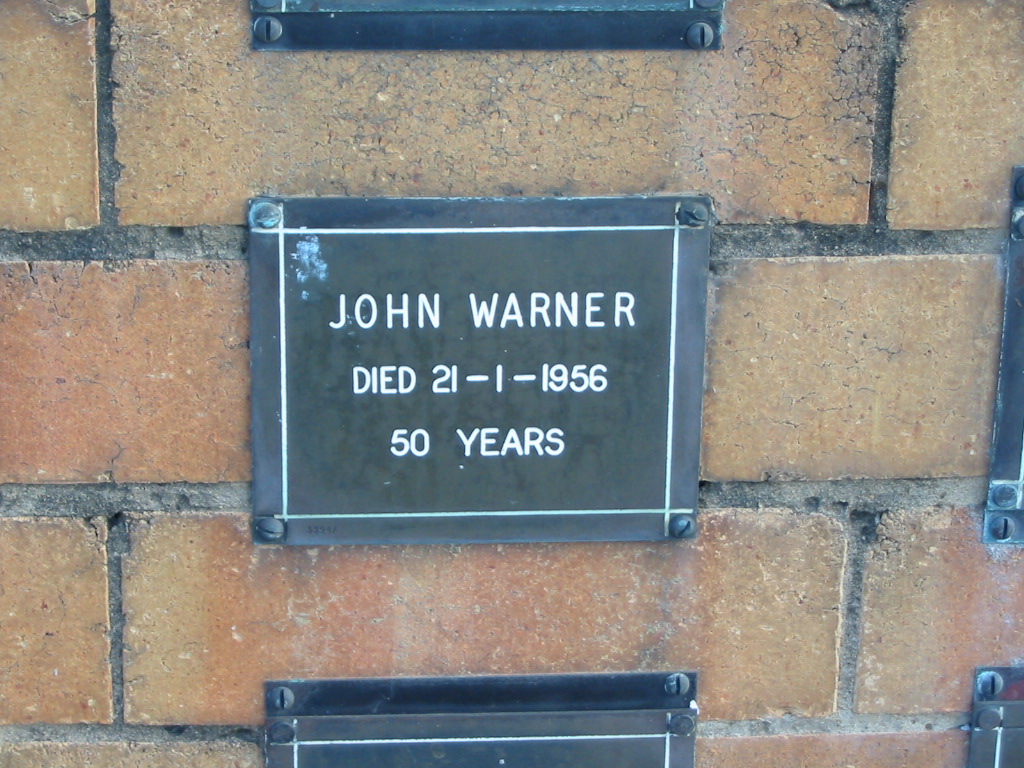 JOHN WARNER
DIED 21-1-1956
50 YEARS